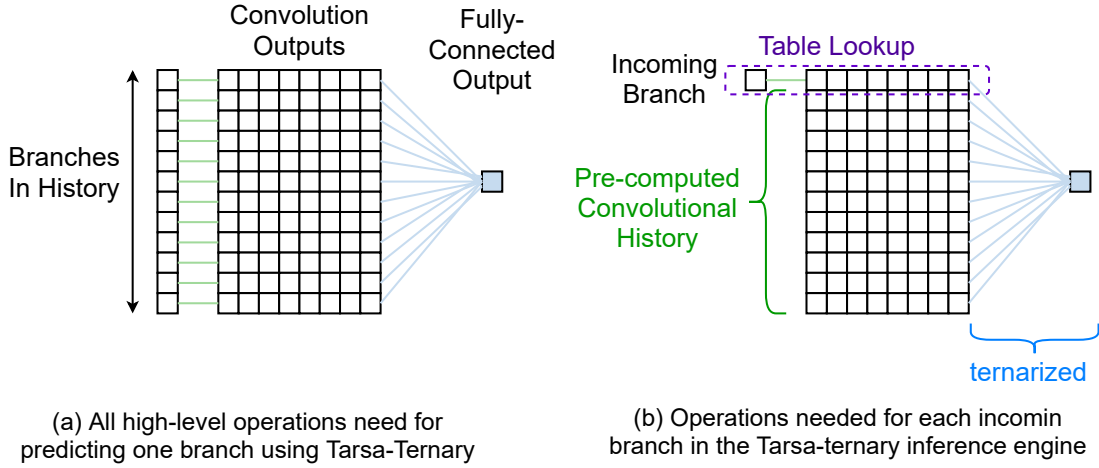 Convolution
Outputs
Fully-
Connected
Output
Branches
In History
(a) All high-level operations need for
predicting one branch using Tarsa-Ternary
Table Lookup
Incoming
Branch
Pre-computed
Convolutional
History
ternarized
(b) Operations needed for each incomin
branch in the Tarsa-ternary inference engine